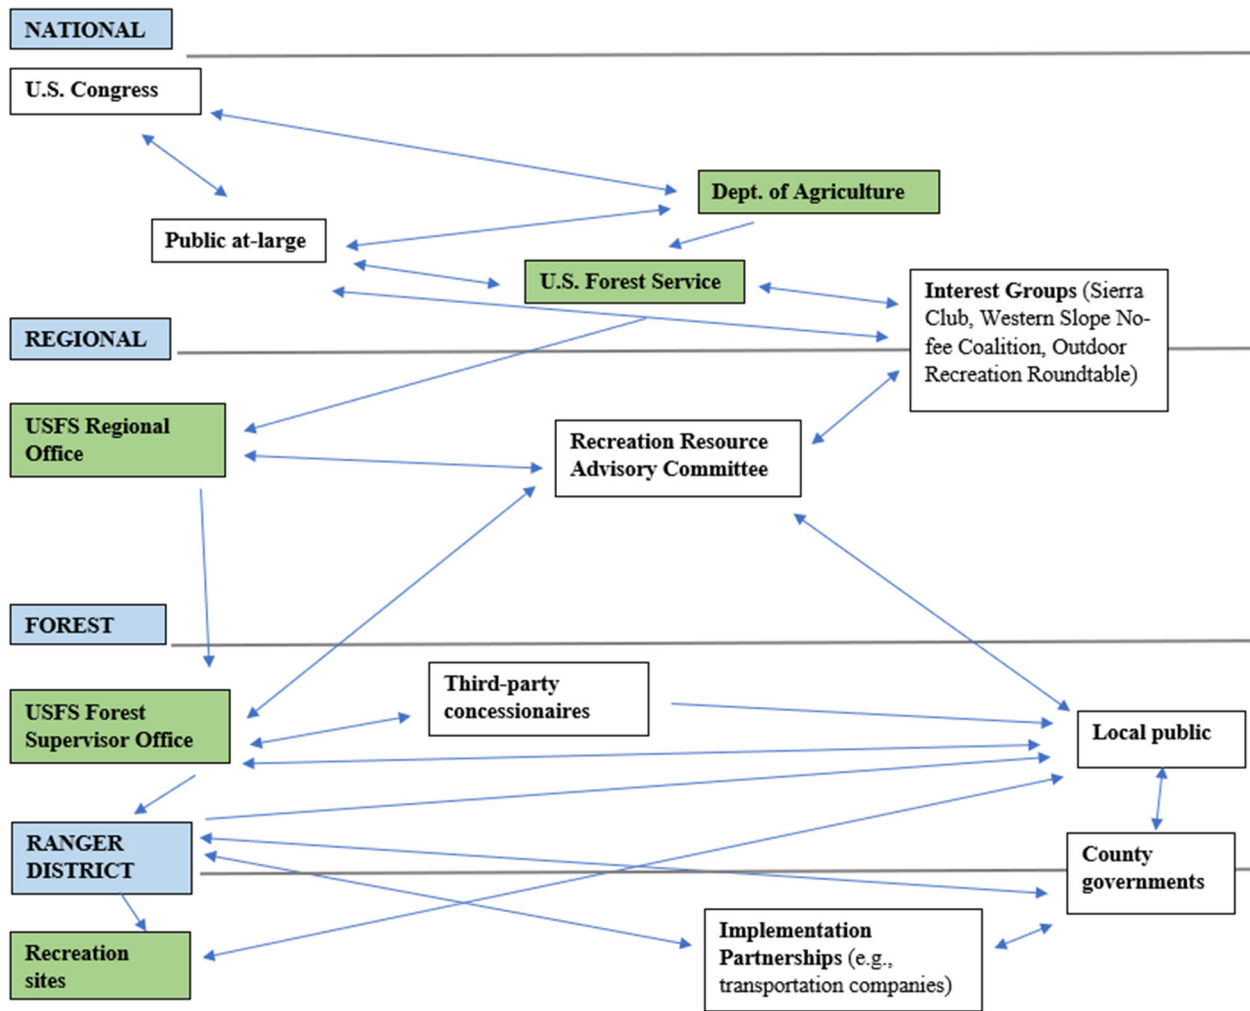 NATIONAL
U.S. Congress
Dept. of Agriculture
Public at-large
U.S. Forest Service
Interest Groups (Sierra
Club, Western Slope No-
fee Coalition, Outdoor
Recreation Roundtable)
REGIONAL
USFS Regional
Office
Recreation Resource
Advisory Committee
FOREST
Third-party
concessionaires
USFS Forest
Supervisor Office
Local public
RANGER
DISTRICT
County
governments
Implementation
Partnerships (e.g.,
transportation companies)
Recreation
sites